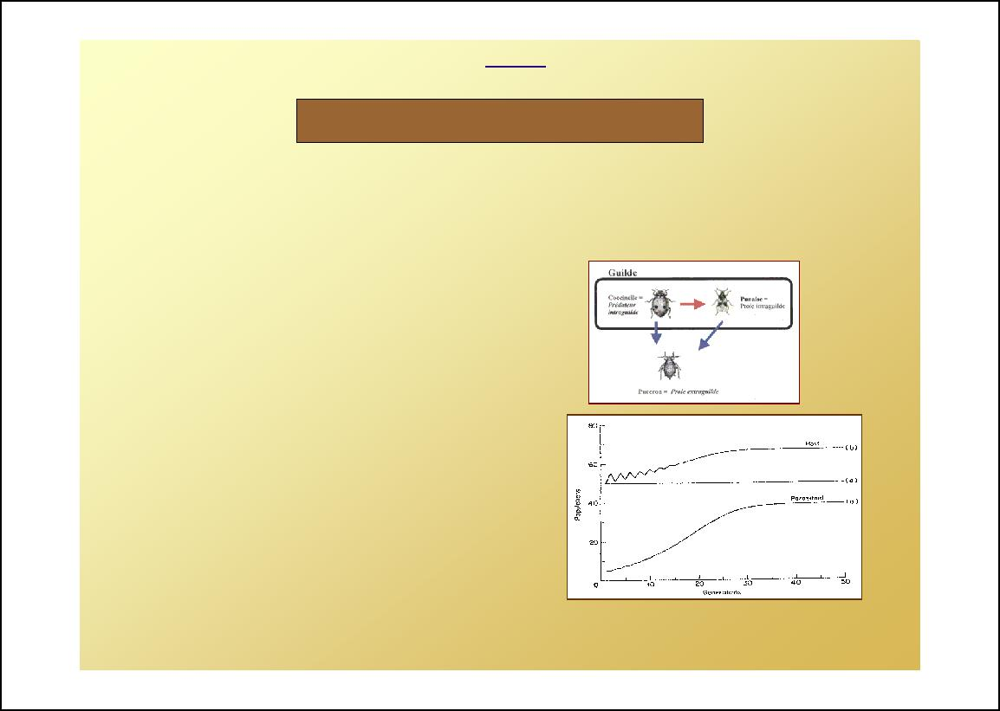 Guilde
Coccinelle =
Prédateur
intraguilde
Punaise =
Proie intraguilde
Puceron = Proie extraguilde
80
60
40
20
0
10
20
30
40
50
Populations
Generations
Host
(b)
(a)
Parasitoid